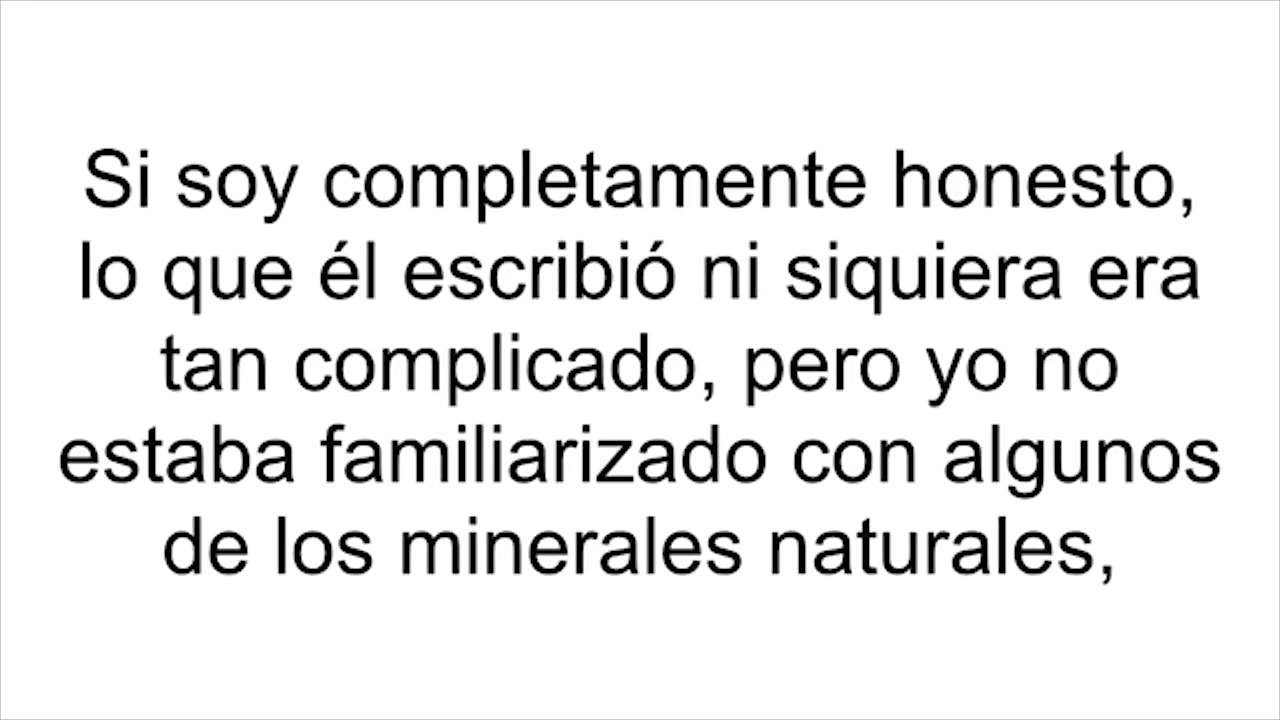 Si soy completamente honesto,
lo que él escribió ni siquiera era
tan complicado, pero yo no
estaba familiarizado con algunos
de los minerales naturales,